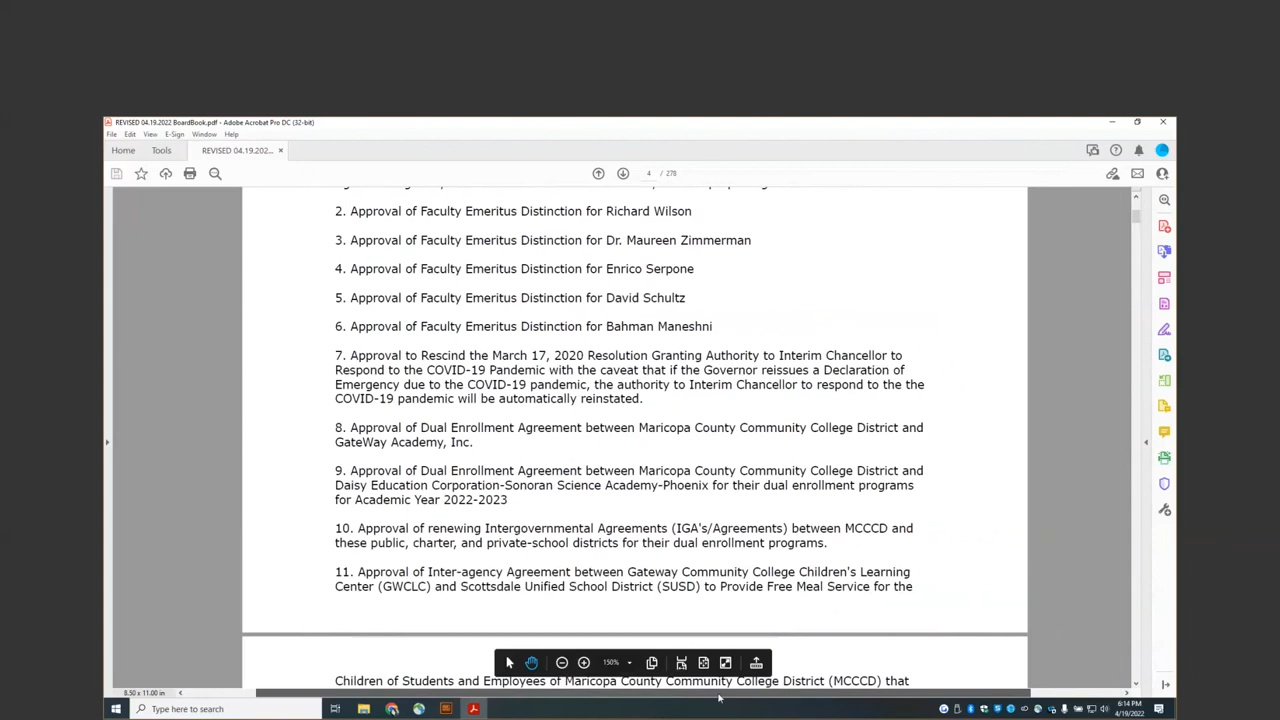 REVISED 04.19.2022 BoardBook.pdf - Adobe Acrobat Pro DC (32-bit)
File Edit View E-Sign Window Help
Home Tools REVISED 04.19.202... ×
4 / 278
2. Approval of Faculty Emeritus Distinction for Richard Wilson
3. Approval of Faculty Emeritus Distinction for Dr. Maureen Zimmerman
4. Approval of Faculty Emeritus Distinction for Enrico Serpone
5. Approval of Faculty Emeritus Distinction for David Schultz
6. Approval of Faculty Emeritus Distinction for Bahman Maneshni
7. Approval to Rescind the March 17, 2020 Resolution Granting Authority to Interim Chancellor to
Respond to the COVID-19 Pandemic with the caveat that if the Governor reissues a Declaration of
Emergency due to the COVID-19 pandemic, the authority to Interim Chancellor to respond to the the
COVID-19 pandemic will be automatically reinstated.
8. Approval of Dual Enrollment Agreement between Maricopa County Community College District and
GateWay Academy, Inc.
9. Approval of Dual Enrollment Agreement between Maricopa County Community College District and
Daisy Education Corporation-Sonoran Science Academy-Phoenix for their dual enrollment programs
for Academic Year 2022-2023
10. Approval of renewing Intergovernmental Agreements (IGA's/Agreements) between MCCCD and
these public, charter, and private-school districts for their dual enrollment programs.
11. Approval of Inter-agency Agreement between Gateway Community College Children's Learning
Center (GWCLC) and Scottsdale Unified School District (SUSD) to Provide Free Meal Service for the
150%
Children of Students and Employees of Maricopa County Community College District (MCCCD) that
8.50 x 11.00 in
Type here to search
6:14 PM
4/19/2022